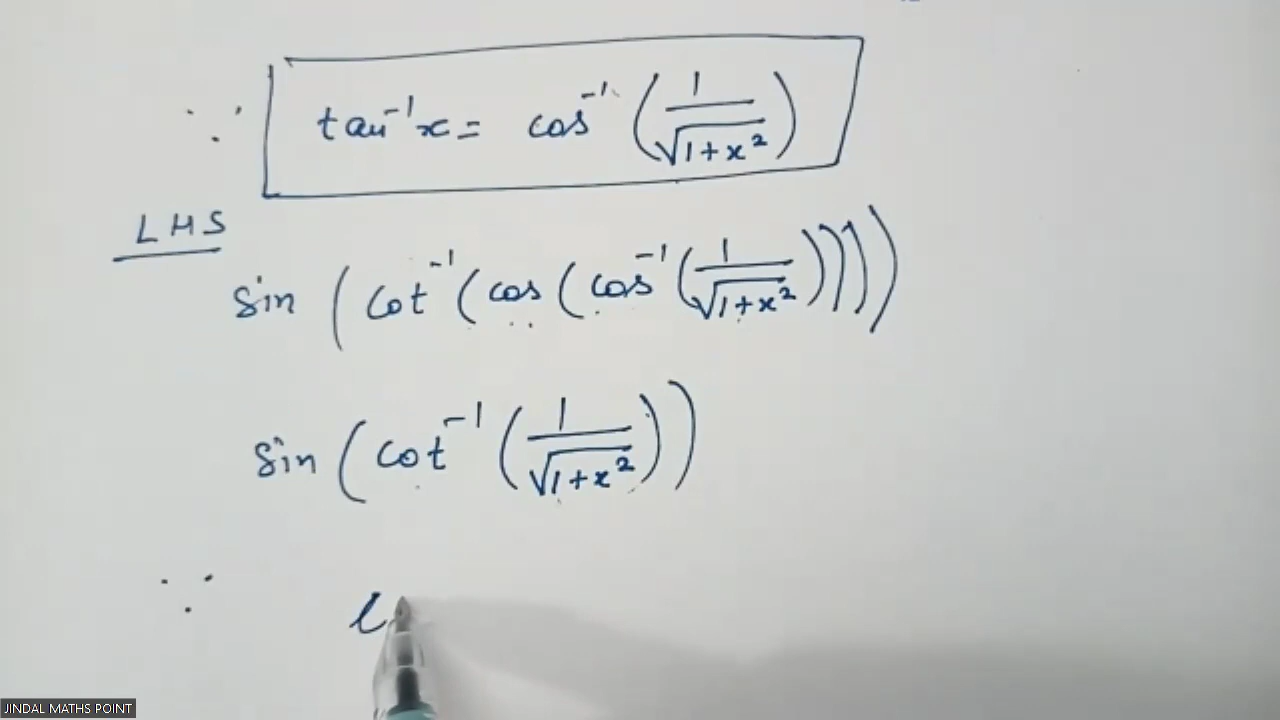 ∵ tan⁻¹x = cos⁻¹(1/√(1+x²))
LHS
sin(cot⁻¹(cos(cos⁻¹(1/√(1+x²)))))
sin(cot⁻¹(1/√(1+x²)))
∵
JINDAL MATHS POINT